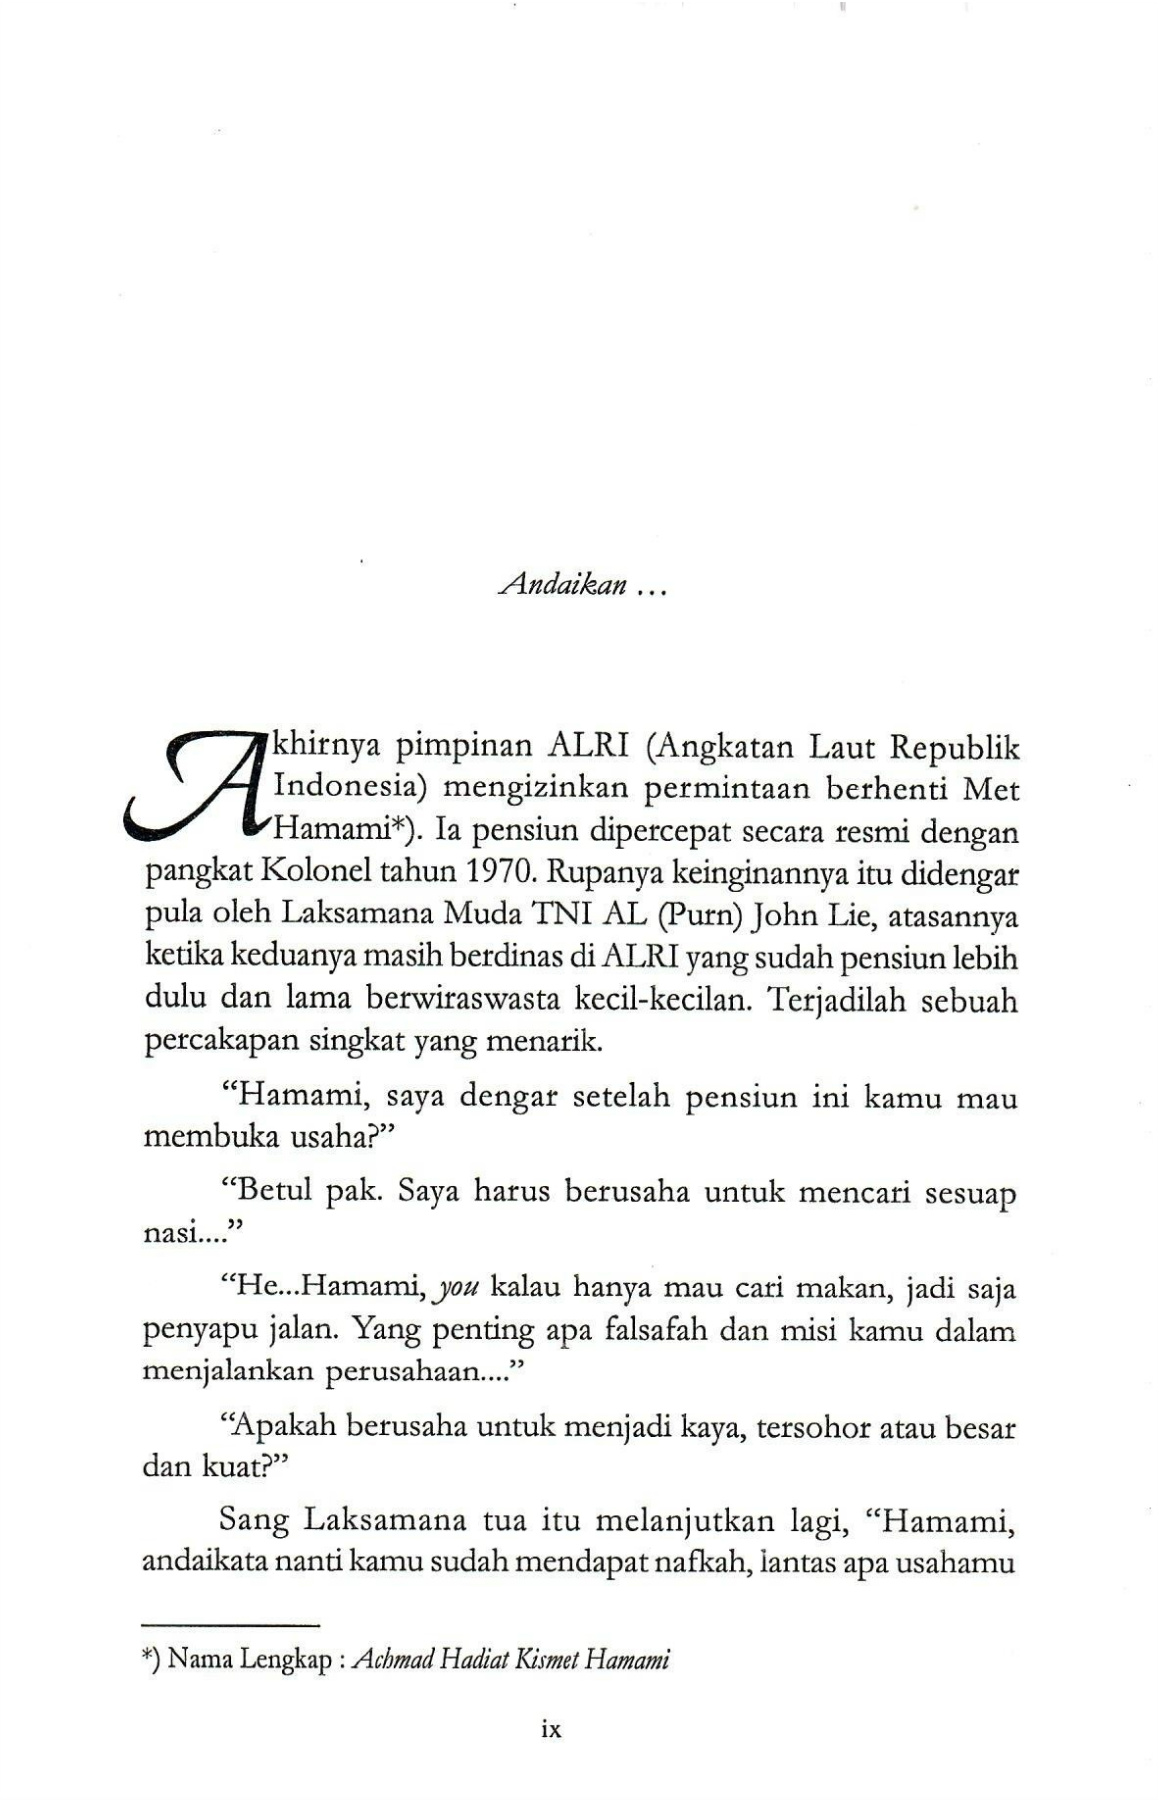 Andaikan ...
Akhirnya pimpinan ALRI (Angkatan Laut Republik
Indonesia) mengizinkan permintaan berhenti Met
Hamami*). Ia pensiun dipercepat secara resmi dengan
pangkat Kolonel tahun 1970. Rupanya keinginannya itu didengar
pula oleh Laksamana Muda TNI AL (Purn) John Lie, atasannya
ketika keduanya masih berdinas di ALRI yang sudah pensiun lebih
dulu dan lama berwiraswasta kecil-kecilan. Terjadilah sebuah
percakapan singkat yang menarik.
“Hamami, saya dengar setelah pensiun ini kamu mau
membuka usaha?”
“Betul pak. Saya harus berusaha untuk mencari sesuap
nasi....”
“He...Hamami, you kalau hanya mau cari makan, jadi saja
penyapu jalan. Yang penting apa falsafah dan misi kamu dalam
menjalankan perusahaan....”
“Apakah berusaha untuk menjadi kaya, tersohor atau besar
dan kuat?”
Sang Laksamana tua itu melanjutkan lagi, “Hamami,
andaikata nanti kamu sudah mendapat nafkah, lantas apa usahamu
*) Nama Lengkap : Achmad Hadiat Kismet Hamami
ix